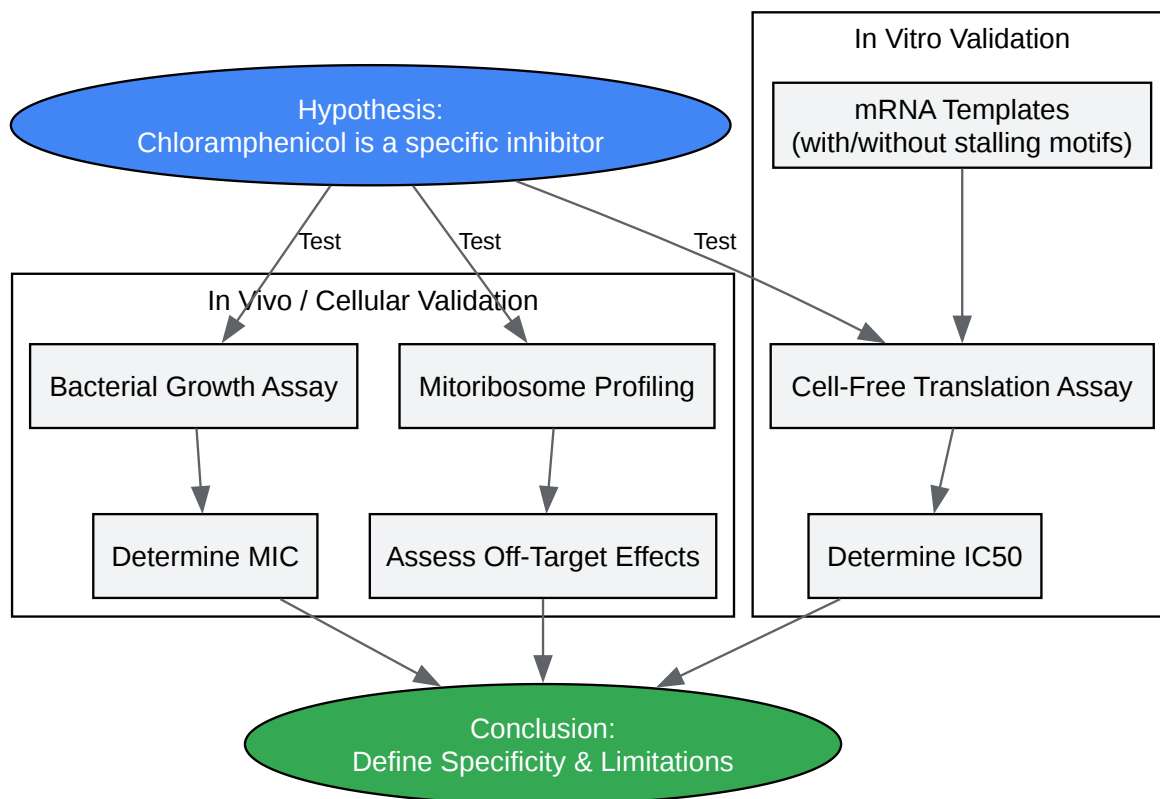 In Vitro Validation
Hypothesis:
Chloramphenicol is a specific inhibitor
mRNA Templates
(with/without stalling motifs)
Test
Test
Test
In Vivo / Cellular Validation
Bacterial Growth Assay
Mitoribosome Profiling
Cell-Free Translation Assay
Determine MIC
Assess Off-Target Effects
Determine IC50
Conclusion:
Define Specificity & Limitations